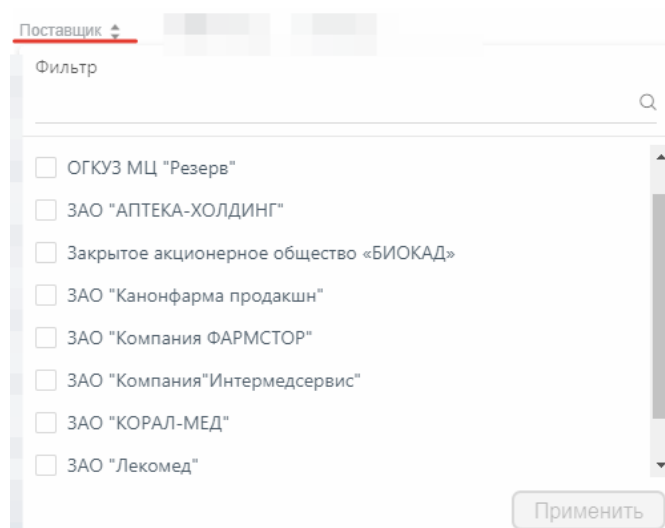 Поставщик
Фильтр
ОГКУЗ МЦ "Резерв"
ЗАО "АПТЕКА-ХОЛДИНГ"
Закрытое акционерное общество «БИОКАД»
ЗАО "Канонфарма продакшн"
ЗАО "Компания ФАРМСТОР"
ЗАО "Компания"Интермедсервис"
ЗАО "КОРАЛ-МЕД"
ЗАО "Лекомед"
Применить